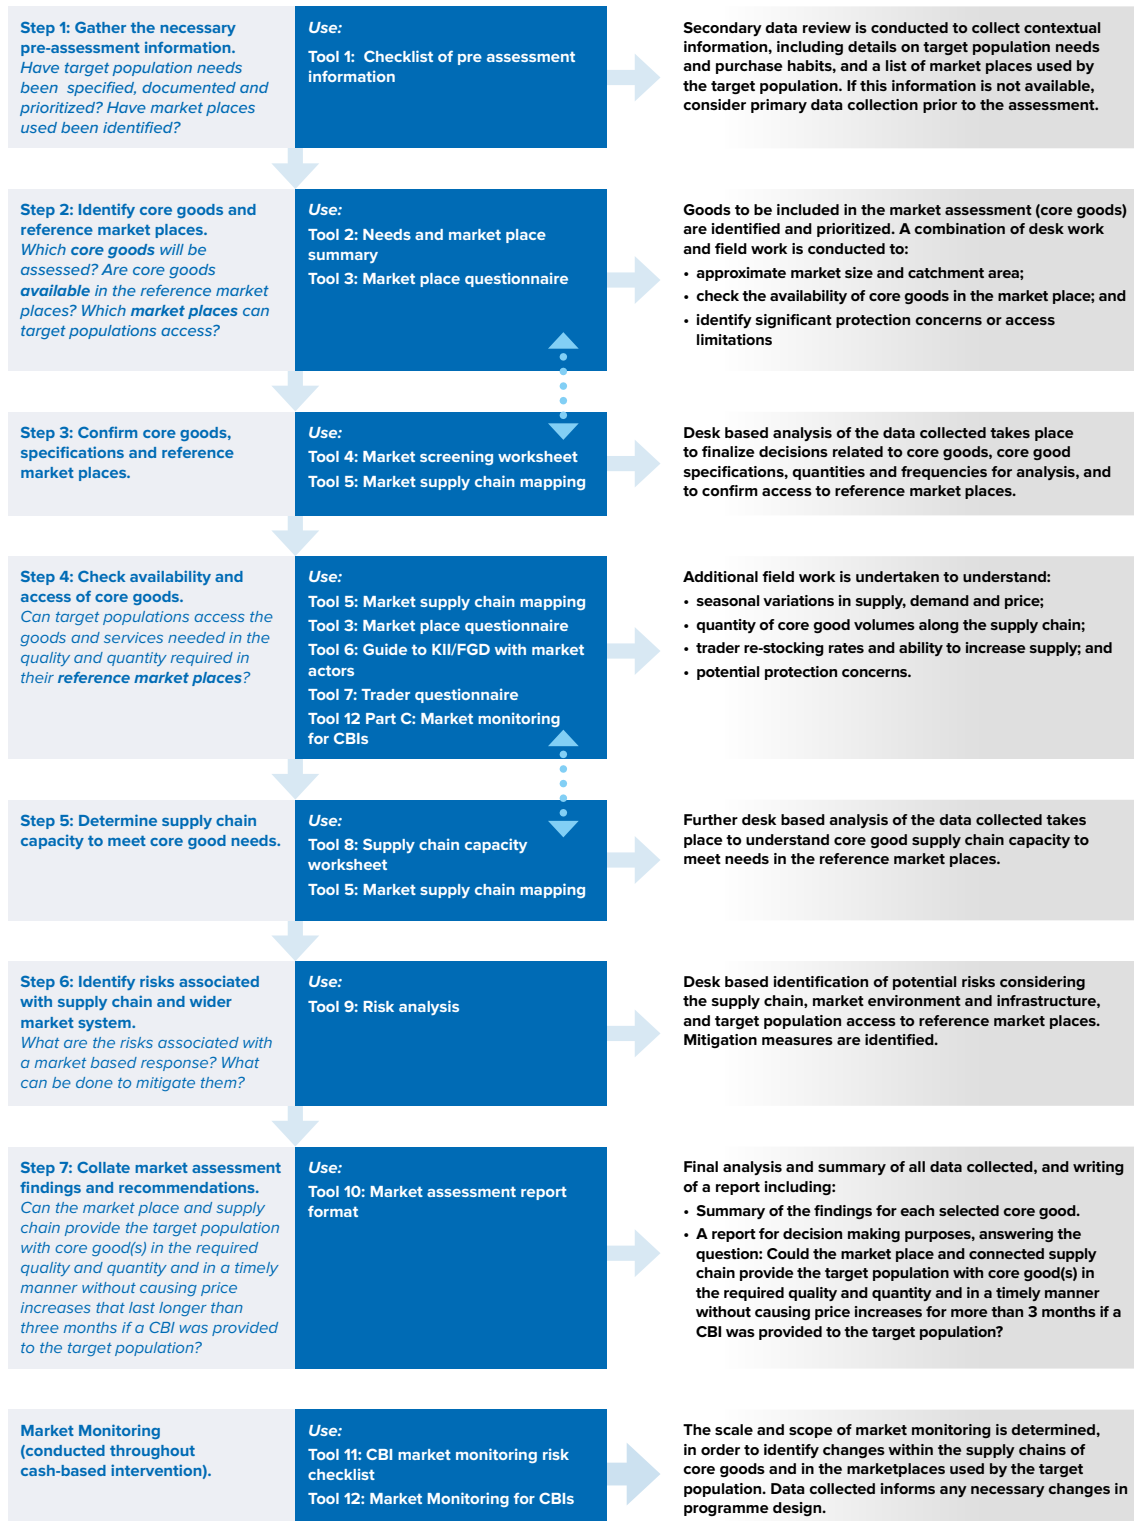 Step 1: Gather the necessary
pre-assessment information.
Have target population needs
been specified, documented and
prioritized? Have market places
used been identified?
Use:
Tool 1: Checklist of pre assessment
information
Secondary data review is conducted to collect contextual
information, including details on target population needs
and purchase habits, and a list of market places used by
the target population. If this information is not available,
consider primary data collection prior to the assessment.
Step 2: Identify core goods and
reference market places.
Which core goods will be
assessed? Are core goods
available in the reference market
places? Which market places can
target populations access?
Use:
Tool 2: Needs and market place
summary
Tool 3: Market place questionnaire
Goods to be included in the market assessment (core goods)
are identified and prioritized. A combination of desk work
and field work is conducted to:
• approximate market size and catchment area;
• check the availability of core goods in the market place; and
• identify significant protection concerns or access
limitations
Step 3: Confirm core goods,
specifications and reference
market places.
Use:
Tool 4: Market screening worksheet
Tool 5: Market supply chain mapping
Desk based analysis of the data collected takes place
to finalize decisions related to core goods, core good
specifications, quantities and frequencies for analysis, and
to confirm access to reference market places.
Step 4: Check availability and
access of core goods.
Can target populations access the
goods and services needed in the
quality and quantity required in
their reference market places?
Use:
Tool 5: Market supply chain mapping
Tool 3: Market place questionnaire
Tool 6: Guide to KII/FGD with market
actors
Tool 7: Trader questionnaire
Tool 12 Part C: Market monitoring
for CBIs
Additional field work is undertaken to understand:
• seasonal variations in supply, demand and price;
• quantity of core good volumes along the supply chain;
• trader re-stocking rates and ability to increase supply; and
• potential protection concerns.
Step 5: Determine supply chain
capacity to meet core good needs.
Use:
Tool 8: Supply chain capacity
worksheet
Tool 5: Market supply chain mapping
Further desk based analysis of the data collected takes
place to understand core good supply chain capacity to
meet needs in the reference market places.
Step 6: Identify risks associated
with supply chain and wider
market system.
What are the risks associated with
a market based response? What
can be done to mitigate them?
Use:
Tool 9: Risk analysis
Desk based identification of potential risks considering
the supply chain, market environment and infrastructure,
and target population access to reference market places.
Mitigation measures are identified.
Step 7: Collate market assessment
findings and recommendations.
Can the market place and supply
chain provide the target population
with core good(s) in the required
quality and quantity and in a timely
manner without causing price
increases that last longer than
three months if a CBI was provided
to the target population?
Use:
Tool 10: Market assessment report
format
Final analysis and summary of all data collected, and writing
of a report including:
• Summary of the findings for each selected core good.
• A report for decision making purposes, answering the
question: Could the market place and connected supply
chain provide the target population with core good(s) in
the required quality and quantity and in a timely manner
without causing price increases for more than 3 months if a
CBI was provided to the target population?
Market Monitoring
(conducted throughout
cash-based intervention).
Use:
Tool 11: CBI market monitoring risk
checklist
Tool 12: Market Monitoring for CBIs
The scale and scope of market monitoring is determined,
in order to identify changes within the supply chains of
core goods and in the marketplaces used by the target
population. Data collected informs any necessary changes in
programme design.